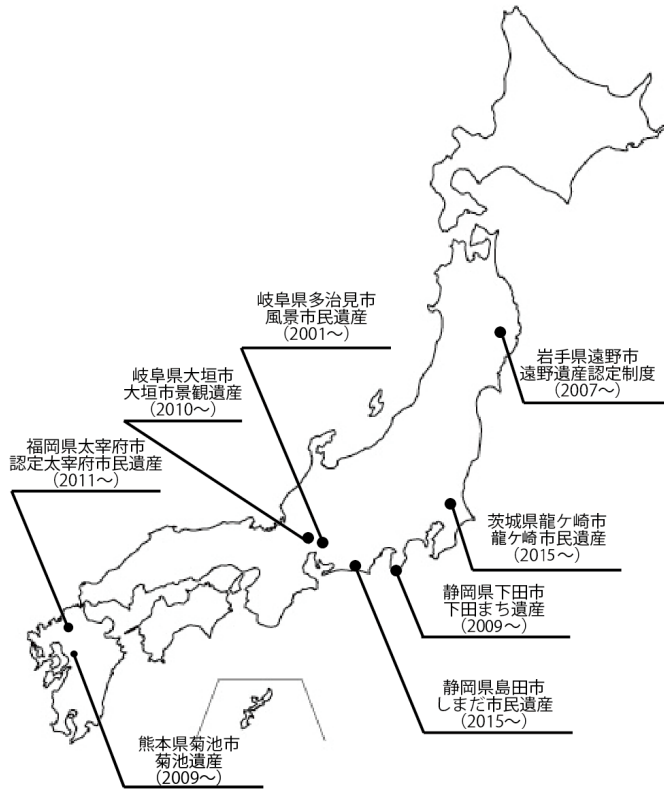 岐阜県多治見市
風景市民遺産
(2001～)
岩手県遠野市
遠野遺産認定制度
(2007～)
岐阜県大垣市
大垣市景観遺産
(2010～)
福岡県太宰府市
認定太宰府市民遺産
(2011～)
茨城県龍ケ崎市
龍ケ崎市民遺産
(2015～)
静岡県下田市
下田まち遺産
(2009～)
静岡県島田市
しまだ市民遺産
(2015～)
熊本県菊池市
菊池遺産
(2009～)